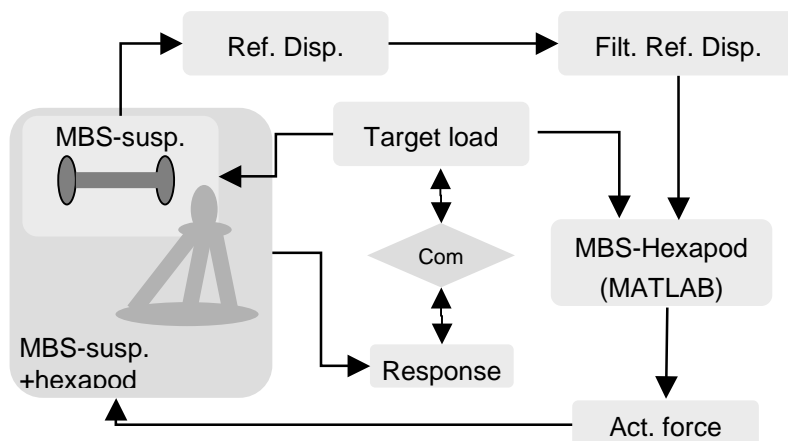 Ref. Disp.
Filt. Ref. Disp.
MBS-susp.
Target load
Com
MBS-Hexapod
(MATLAB)
MBS-susp.
+hexapod
Response
Act. force